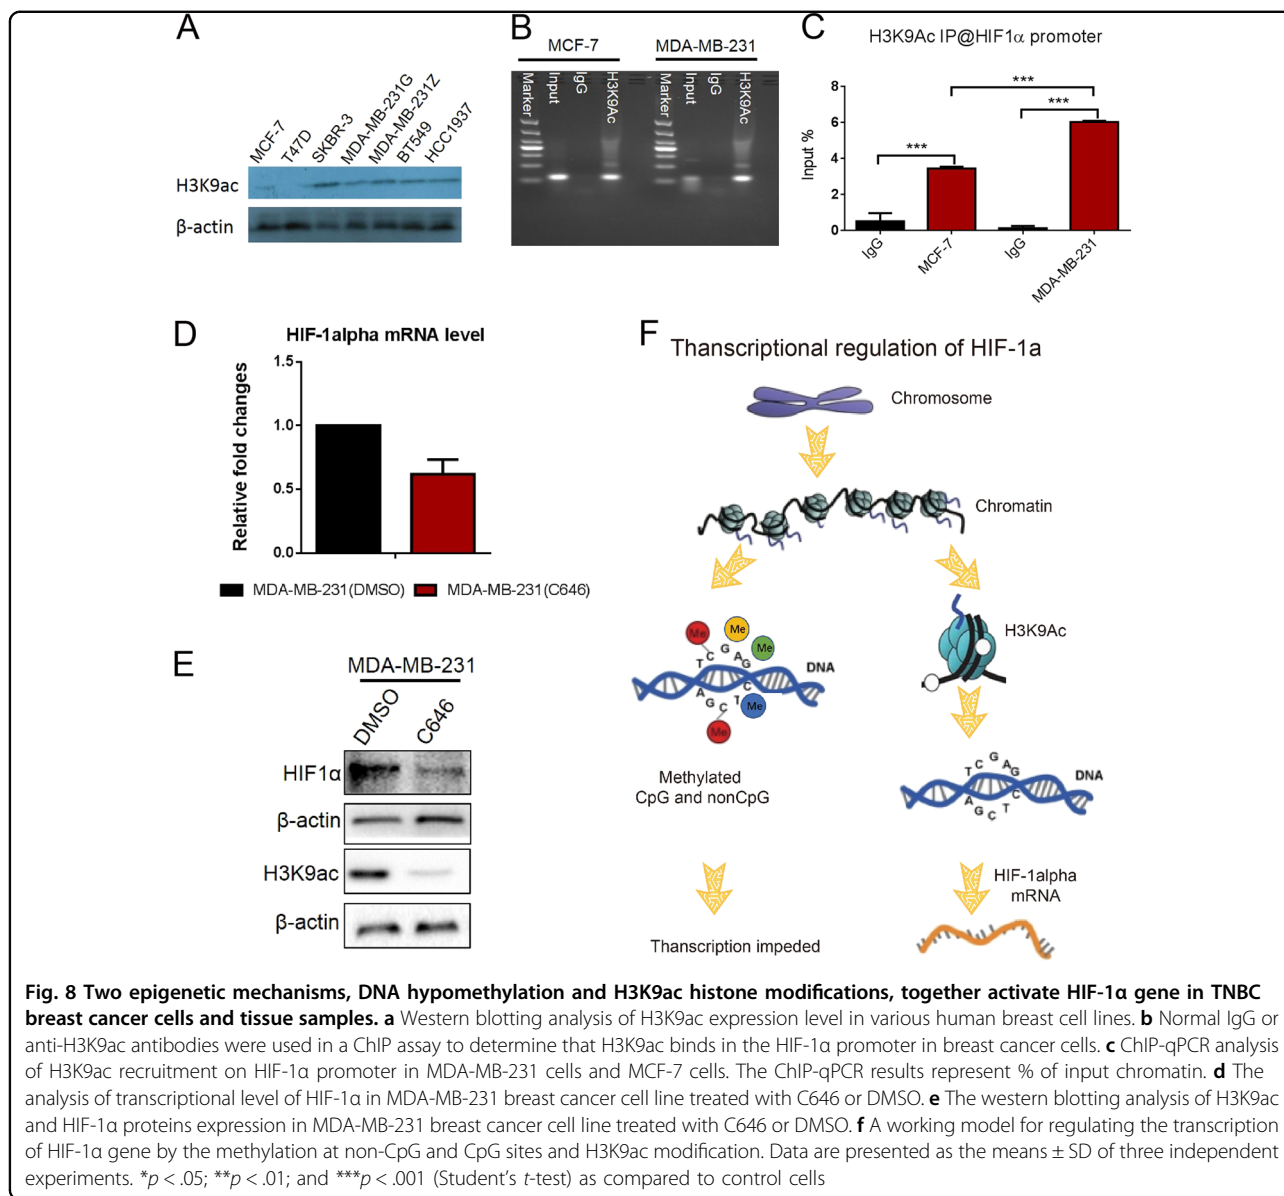 A
MCF-7
T47D
SKBR-3
MDA-MB-231G
MDA-MB-231Z
BT549
HCC1937
H3K9ac
β-actin
B
MCF-7
MDA-MB-231
Marker
Input
IgG
H3K9Ac
Marker
Input
IgG
H3K9Ac
C
H3K9Ac IP@HIF1α promoter
Input %
8
6
4
2
0
***
***
***
IgG
MCF-7
IgG
MDA-MB-231
D
HIF-1alpha mRNA level
Relative fold changes
1.5
1.0
0.5
0.0
MDA-MB-231(DMSO)
MDA-MB-231(C646)
E
MDA-MB-231
DMSO
C646
HIF1α
β-actin
H3K9ac
β-actin
F
Transcriptional regulation of HIF-1a
Chromosome
Chromatin
Me
Me
Me
T C G A G
DNA
A G C T C
Me
Me
Methylated
CpG and nonCpG
Transcription impeded
H3K9Ac
T C G A G
DNA
A G C T C
HIF-1alpha
mRNA
Fig. 8 Two epigenetic mechanisms, DNA hypomethylation and H3K9ac histone modifications, together activate HIF-1α gene in TNBC
breast cancer cells and tissue samples. a Western blotting analysis of H3K9ac expression level in various human breast cell lines. b Normal IgG or
anti-H3K9ac antibodies were used in a ChIP assay to determine that H3K9ac binds in the HIF-1α promoter in breast cancer cells. c ChIP-qPCR analysis
of H3K9ac recruitment on HIF-1α promoter in MDA-MB-231 cells and MCF-7 cells. The ChIP-qPCR results represent % of input chromatin. d The
analysis of transcriptional level of HIF-1α in MDA-MB-231 breast cancer cell line treated with C646 or DMSO. e The western blotting analysis of H3K9ac
and HIF-1α proteins expression in MDA-MB-231 breast cancer cell line treated with C646 or DMSO. f A working model for regulating the transcription
of HIF-1α gene by the methylation at non-CpG and CpG sites and H3K9ac modification. Data are presented as the means ± SD of three independent
experiments. *p < .05; **p < .01; and ***p < .001 (Student's t-test) as compared to control cells